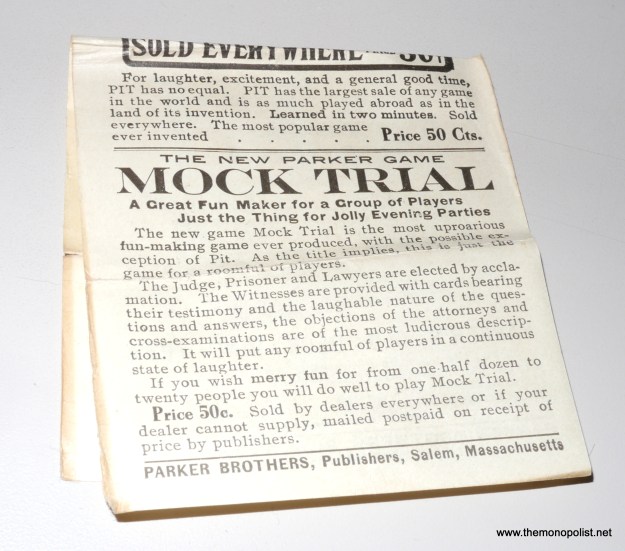 SOLD EVERYWHERE
For laughter, excitement, and a general good time,
PIT has no equal. PIT has the largest sale of any game
in the world and is as much played abroad as in the
land of its invention. Learned in two minutes. Sold
everywhere. The most popular game
ever invented . . . . . Price 50 Cts.
THE NEW PARKER GAME
MOCK TRIAL
A Great Fun Maker for a Group of Players
Just the Thing for Jolly Evening Parties
The new game Mock Trial is the most uproarious
fun-making game ever produced, with the possible ex-
ception of Pit. As the title implies, this is just the
game for a roomful of players.
The Judge, Prisoner and Lawyers are elected by accla-
mation. The Witnesses are provided with cards bearing
their testimony and the laughable nature of the ques-
tions and answers, the objections of the attorneys and
cross-examinations are of the most ludicrous descrip-
tion. It will put any roomful of players in a continuous
state of laughter.
If you wish merry fun for from one-half dozen to
twenty people you will do well to play Mock Trial.
Price 50c. Sold by dealers everywhere or if your
dealer cannot supply, mailed postpaid on receipt of
price by publishers.
PARKER BROTHERS, Publishers, Salem, Massachusetts
www.themonopolist.net